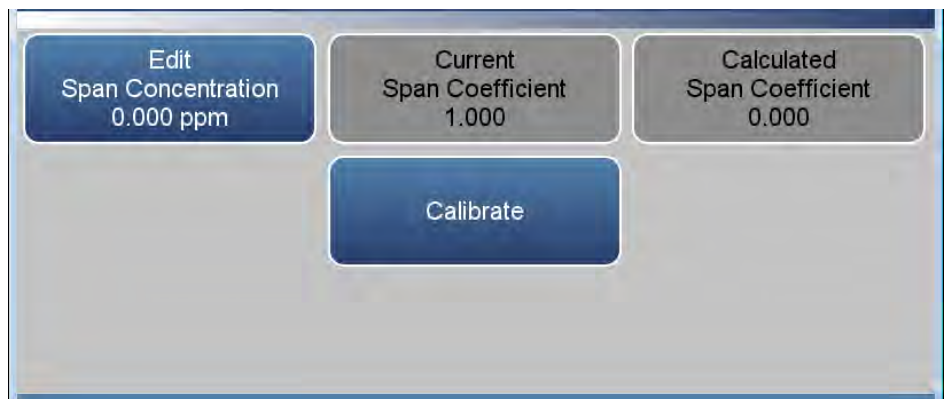 Edit
Span Concentration
0.000 ppm
Current
Span Coefficient
1.000
Calculated
Span Coefficient
0.000
Calibrate